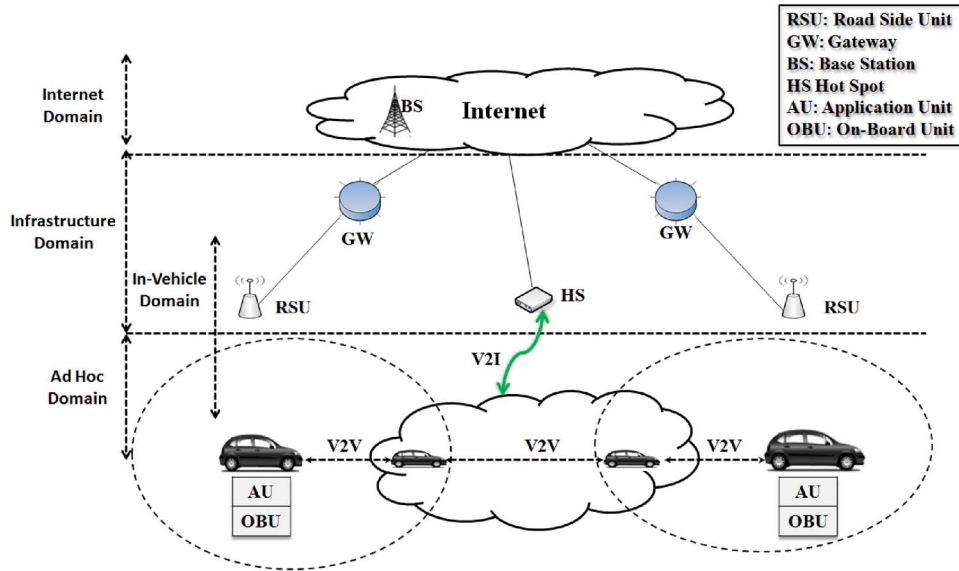 RSU: Road Side Unit
GW: Gateway
BS: Base Station
HS Hot Spot
AU: Application Unit
OBU: On-Board Unit
Internet
Domain
BS
Internet
Infrastructure
Domain
GW
GW
In-Vehicle
Domain
RSU
HS
RSU
V2I
Ad Hoc
Domain
V2V
V2V
V2V
AU
OBU
AU
OBU